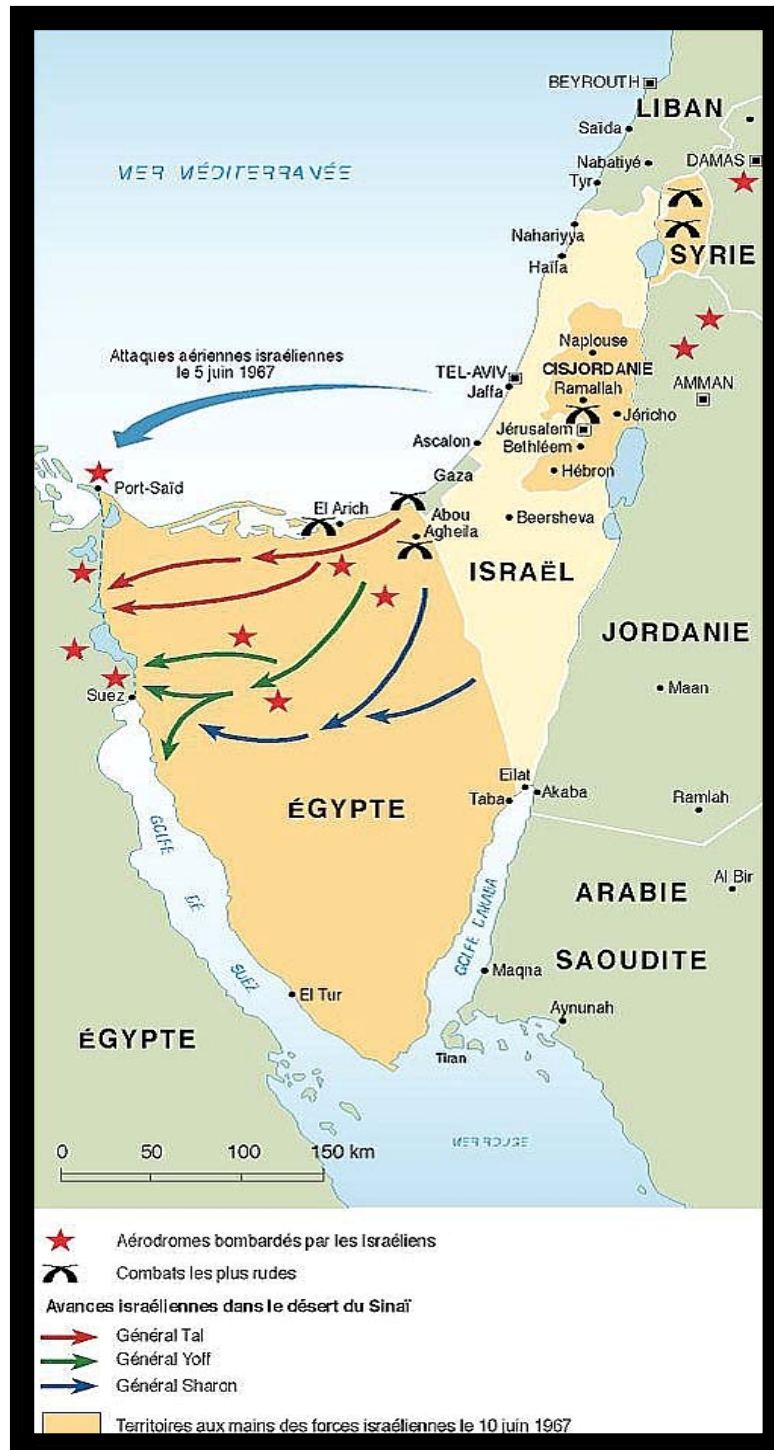 BEYROUTH
LIBAN
Saïda
MER MÉDITERRANÉE
Nabatiyé
DAMAS
Tyr
Nahariyya
SYRIE
Haïfa
Naplouse
Attaques aériennes israéliennes
le 5 juin 1967
TEL-AVIV
CISJORDANIE
Jaffa
Ramallah
AMMAN
Jéricho
Jérusalem
Ascalon
Bethléem
Gaza
Hébron
Port-Saïd
El Arich
Abou
Agheila
Beersheva
ISRAËL
JORDANIE
Suez
Maan
Eilat
Taba
Akaba
Ramlah
ÉGYPTE
GOLFE DE SUEZ
GOLFE D'AKABA
Al Bir
ARABIE
SAOUDITE
Maqna
El Tur
Aynunah
ÉGYPTE
Tiran
MER ROUGE
0 50 100 150 km
Aérodromes bombardés par les Israéliens
Combats les plus rudes
Avances israéliennes dans le désert du Sinaï
Général Tal
Général Yoff
Général Sharon
Territoires aux mains des forces israéliennes le 10 juin 1967